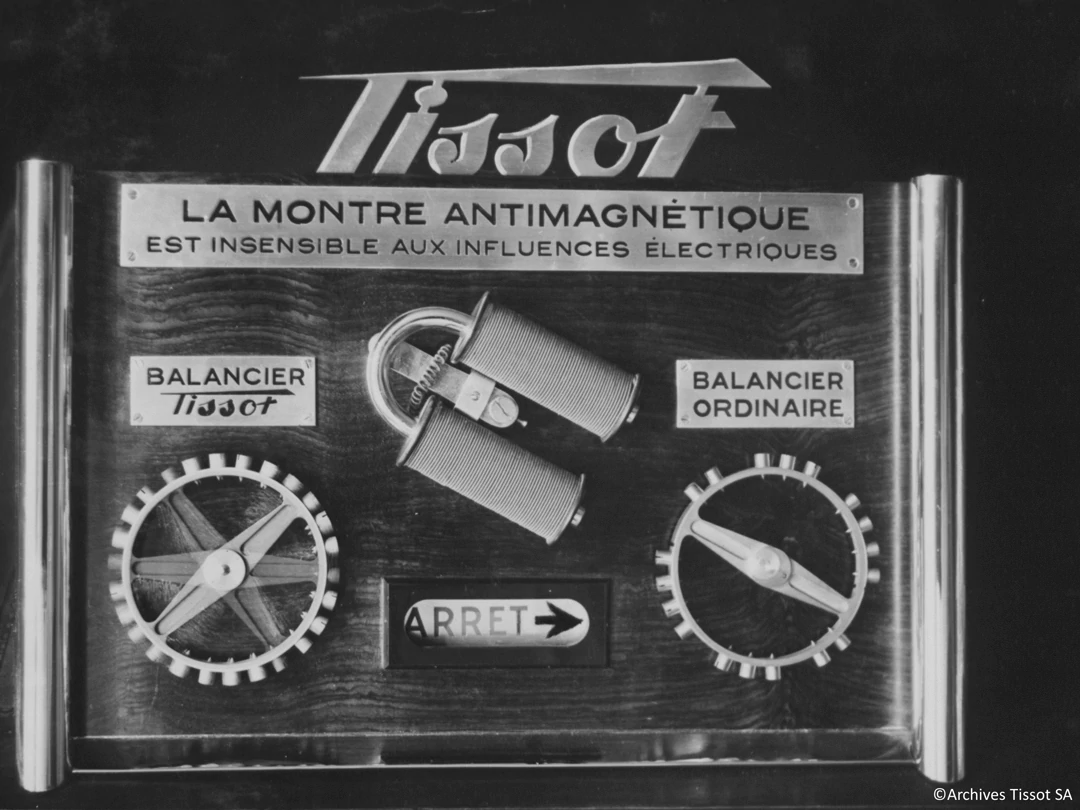 Tissot
LA MONTRE ANTIMAGNÉTIQUE
EST INSENSIBLE AUX INFLUENCES ÉLECTRIQUES
BALANCIER
Tissot
BALANCIER
ORDINAIRE
ARRET
©Archives Tissot SA